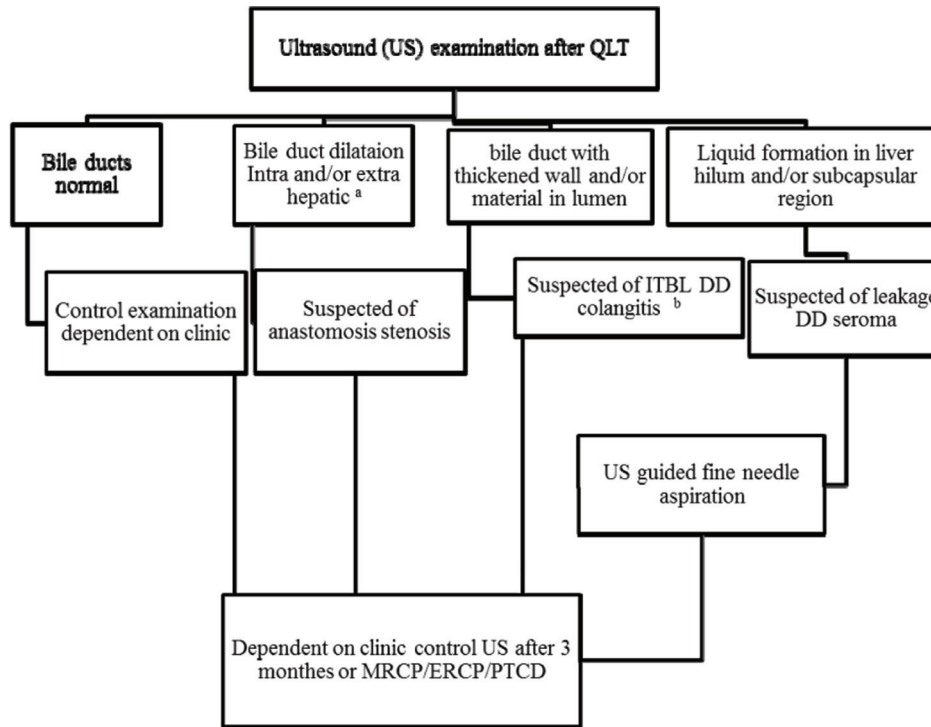 Ultrasound (US) examination after QLT
Bile ducts
normal
Bile duct dilataion
Intra and/or extra
hepatic a
bile duct with
thickened wall and/or
material in lumen
Liquid formation in liver
hilum and/or subcapsular
region
Control examination
dependent on clinic
Suspected of
anastomosis stenosis
Suspected of ITBL DD
colangitis b
Suspected of leakage
DD seroma
US guided fine needle
aspiration
Dependent on clinic control US after 3
monthes or MRCP/ERCP/PTCD